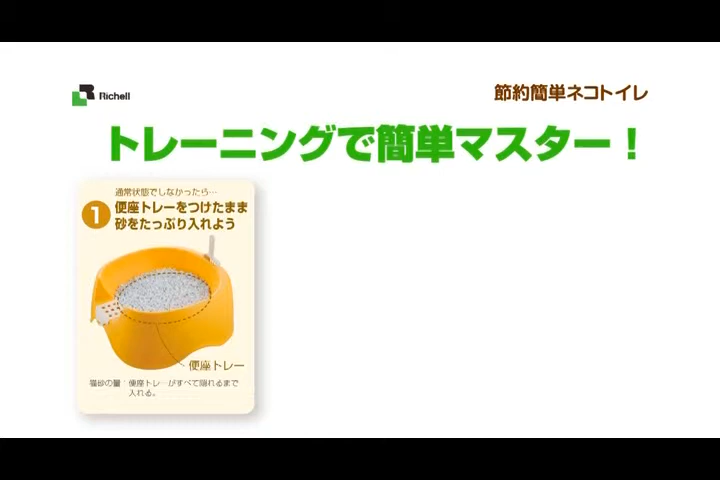 Richell
節約簡単ネコトイレ
トレーニングで簡単マスター！
通常状態でしなかったら…
1 便座トレーをつけたまま
砂をたっぷり入れよう
便座トレー
猫砂の量：便座トレーがすべて隠れるまで
入れる。